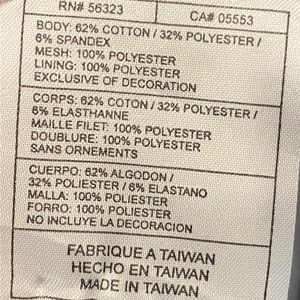 RN# 56323 CA# 05553
BODY: 62% COTTON / 32% POLYESTER /
6% SPANDEX
MESH: 100% POLYESTER
LINING: 100% POLYESTER
EXCLUSIVE OF DECORATION
CORPS: 62% COTON / 32% POLYESTER /
6% ELASTHANNE
MAILLE FILET: 100% POLYESTER
DOUBLURE: 100% POLYESTER
SANS ORNEMENTS
CUERPO: 62% ALGODON /
32% POLIESTER / 6% ELASTANO
MALLA: 100% POLIESTER
FORRO: 100% POLIESTER
NO INCLUYE LA DECORACION
FABRIQUE A TAIWAN
HECHO EN TAIWAN
MADE IN TAIWAN